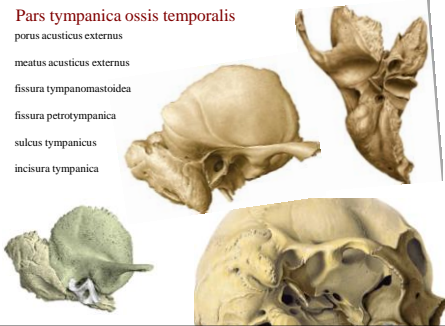 Pars tympanica ossis temporalis
porus acusticus externus
meatus acusticus externus
fissura tympanomastoidea
fissura petrotympanica
sulcus tympanicus
incisura tympanica